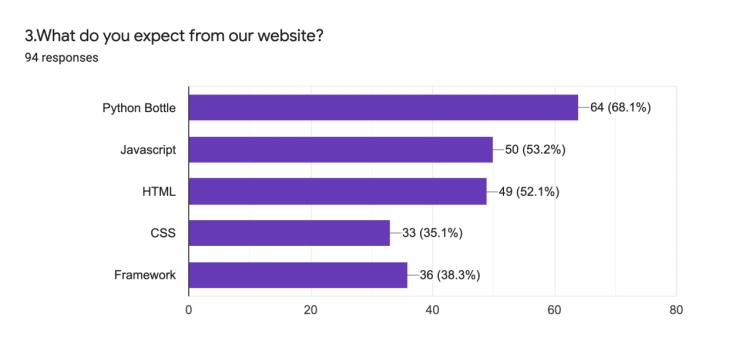 3.What do you expect from our website?
94 responses
Python Bottle
64 (68.1%)
Javascript
50 (53.2%)
HTML
49 (52.1%)
CSS
33 (35.1%)
Framework
36 (38.3%)
0 20 40 60 80